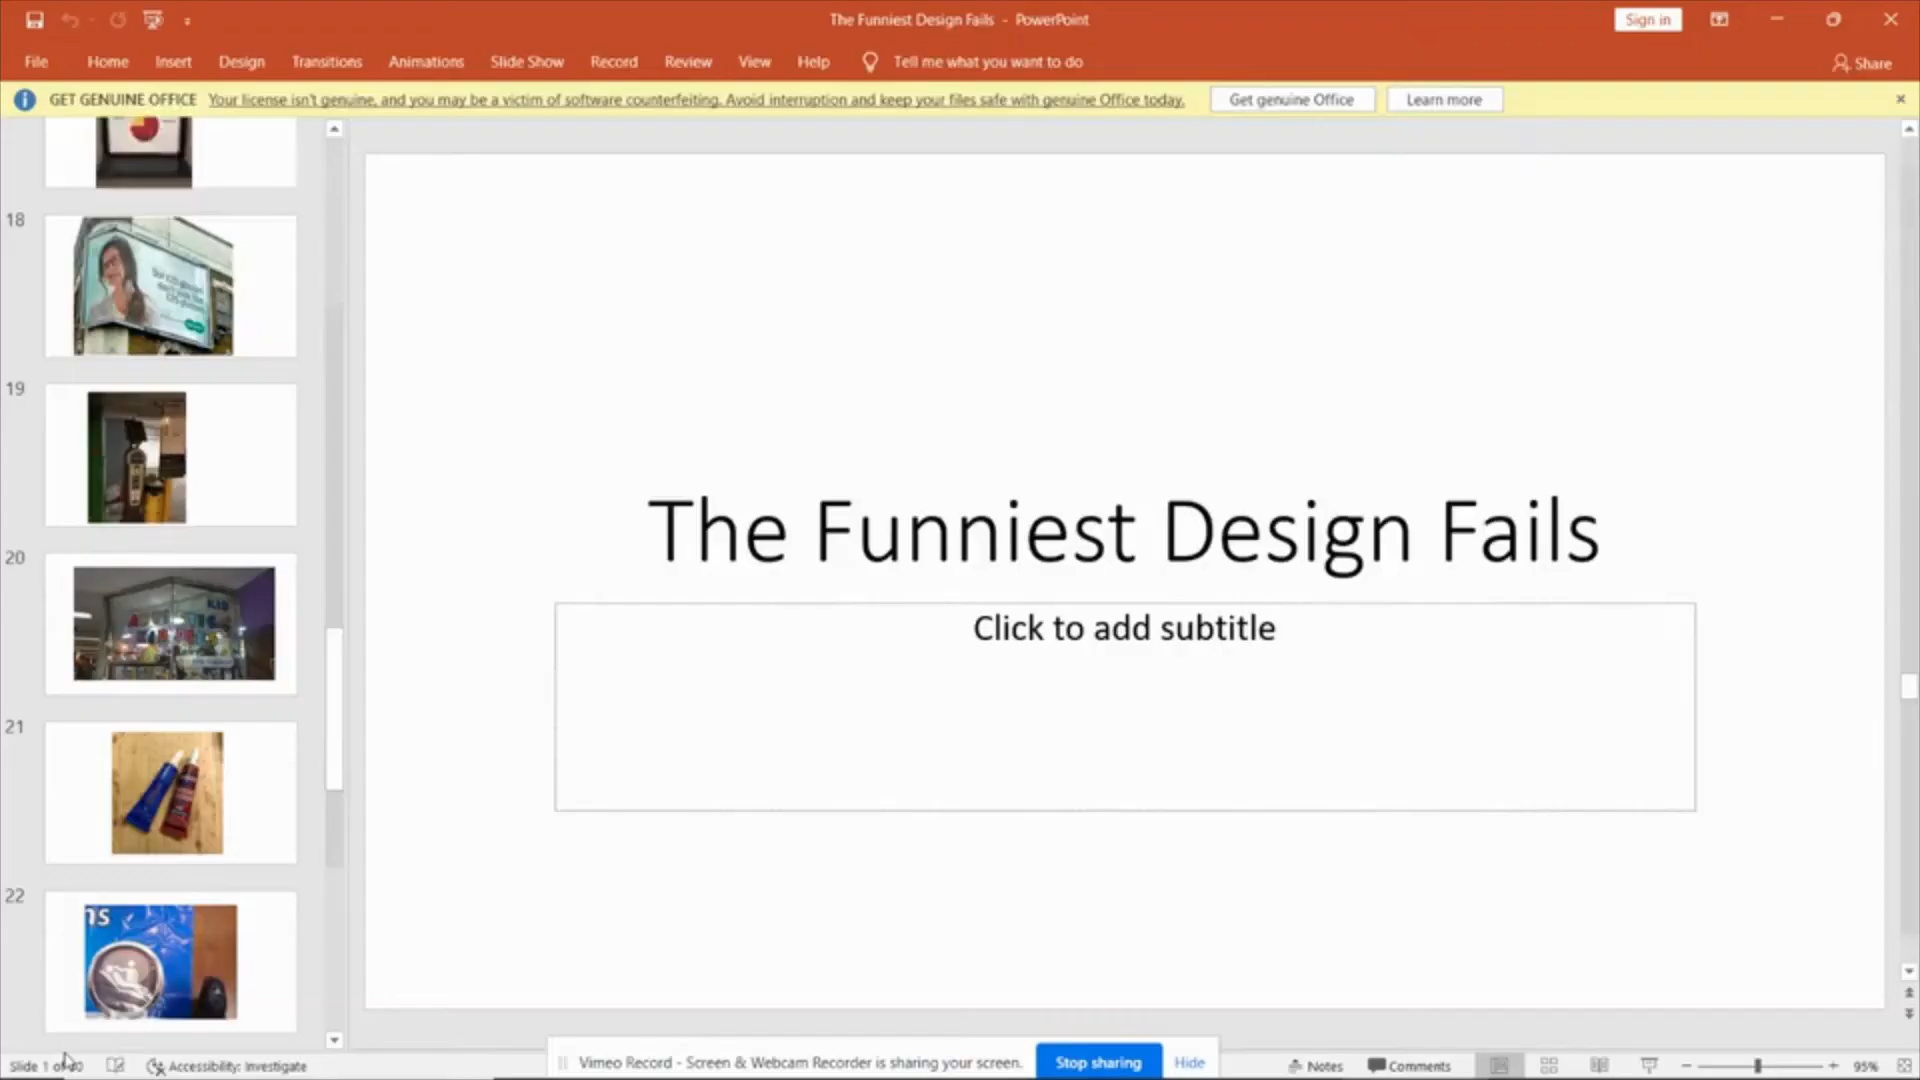 The Funniest Design Fails - PowerPoint
Sign in
File Home Insert Design Transitions Animations Slide Show Record Review View Help Tell me what you want to do
Share
GET GENUINE OFFICE Your license isn't genuine, and you may be a victim of software counterfeiting. Avoid interruption and keep your files safe with genuine Office today. Get genuine Office Learn more
18
19
20
21
22
ns
The Funniest Design Fails
Click to add subtitle
Slide 1 of
Accessibility: Investigate
Vimeo Record - Screen & Webcam Recorder is sharing your screen. Stop sharing Hide
Notes Comments
95%